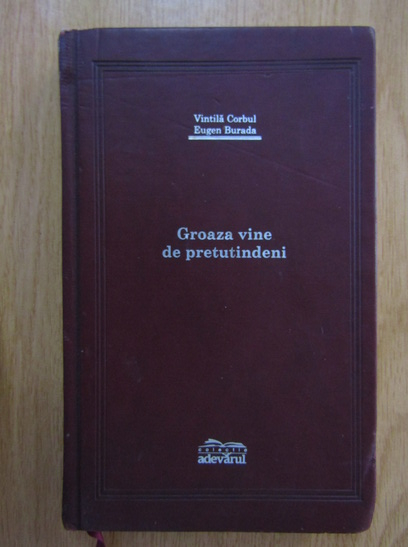 Vintilă Corbul
Eugen Burada
Groaza vine
de pretutindeni
colecția
adevărul